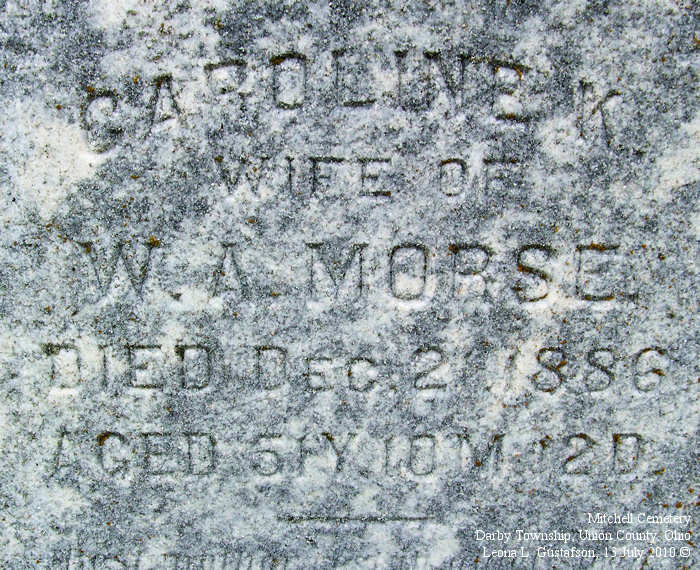 CAROLINE K.
WIFE OF
W. A. MORSE
DIED DEC. 2, 1886
AGED 51Y 10M 12D
Mitchell Cemetery
Darby Township, Union County, Ohio
Leona L. Gustafson, 13 July 2010 ©